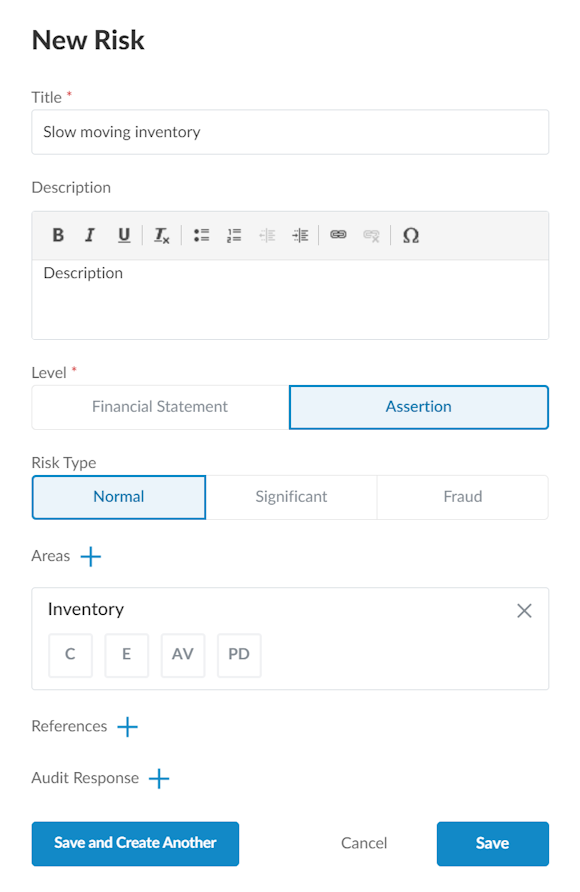 New Risk
Title *
Slow moving inventory
Description
B I U Tx Ω
Description
Level *
Financial Statement Assertion
Risk Type
Normal Significant Fraud
Areas
Inventory
C E AV PD
References
Audit Response
Save and Create Another Cancel Save